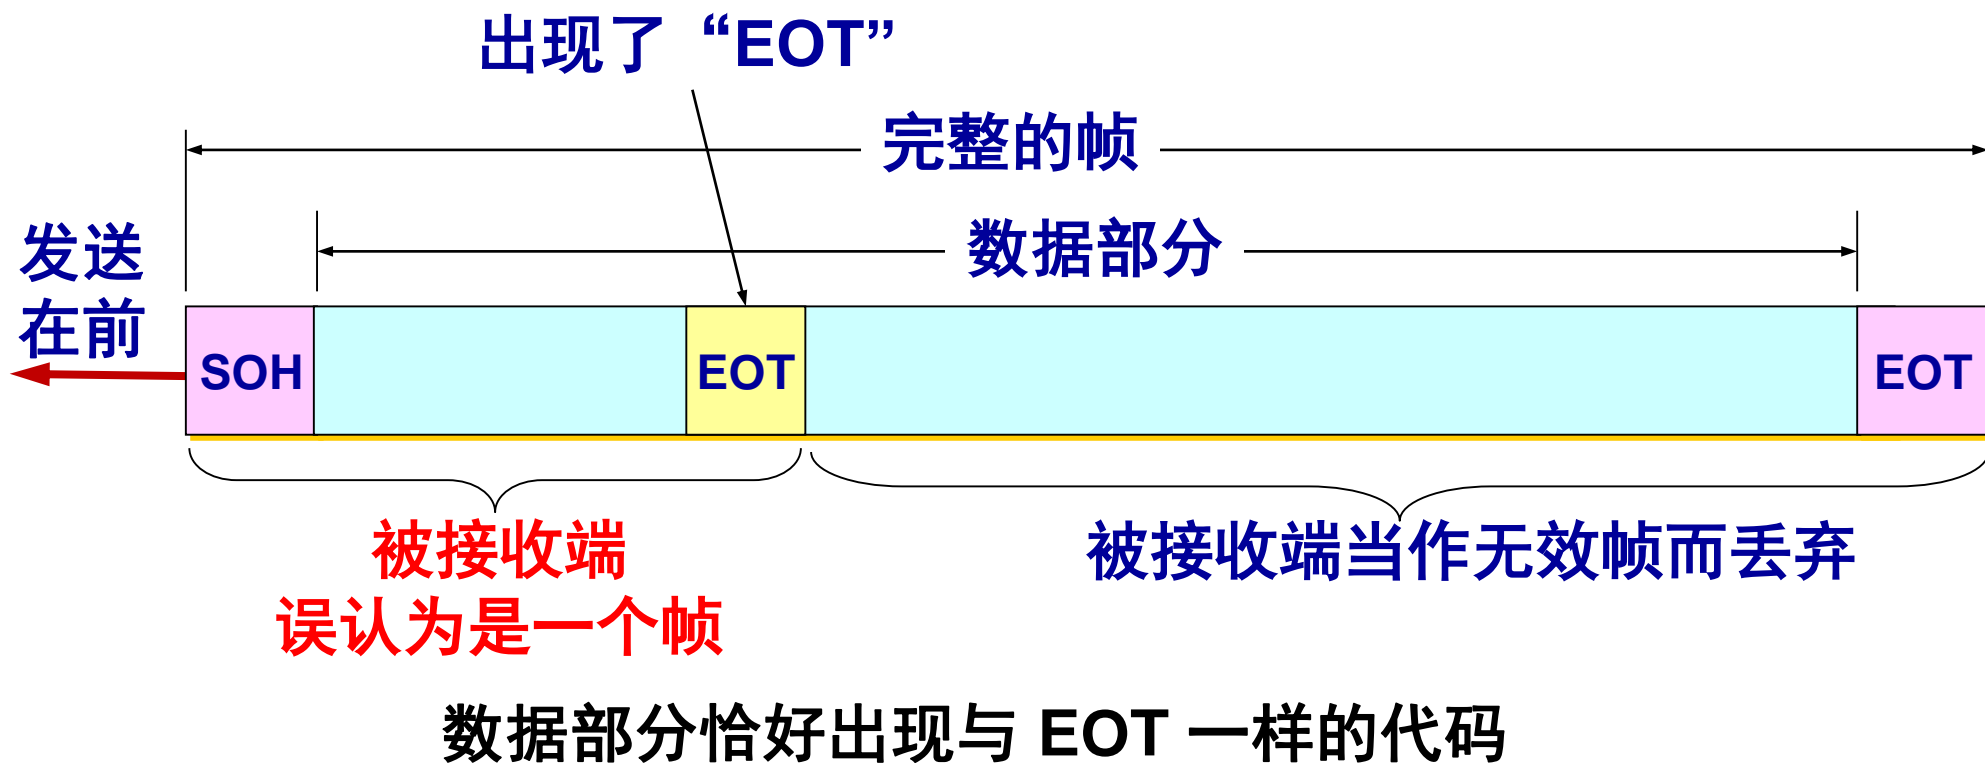 出现了“EOT”
完整的帧
数据部分
发送
在前
SOH
EOT
EOT
被接收端
误认为是一个帧
被接收端当作无效帧而丢弃
数据部分恰好出现与 EOT 一样的代码